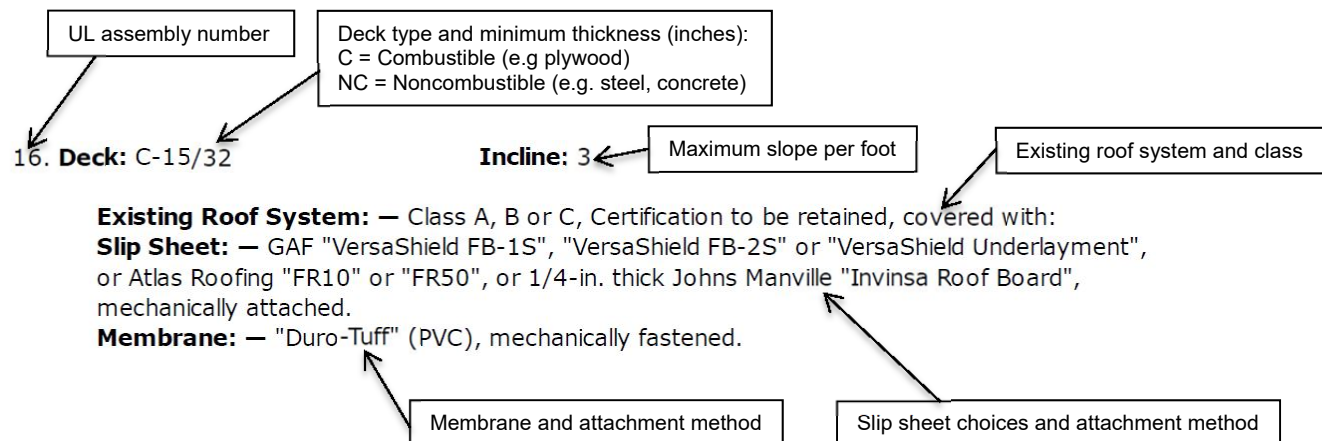 UL assembly number
Deck type and minimum thickness (inches):
C = Combustible (e.g plywood)
NC = Noncombustible (e.g. steel, concrete)
16. Deck: C-15/32
Incline: 3
Maximum slope per foot
Existing roof system and class
Existing Roof System: — Class A, B or C, Certification to be retained, covered with:
Slip Sheet: — GAF "VersaShield FB-1S", "VersaShield FB-2S" or "VersaShield Underlayment",
or Atlas Roofing "FR10" or "FR50", or 1/4-in. thick Johns Manville "Invinsa Roof Board",
mechanically attached.
Membrane: — "Duro-Tuff" (PVC), mechanically fastened.
Membrane and attachment method
Slip sheet choices and attachment method